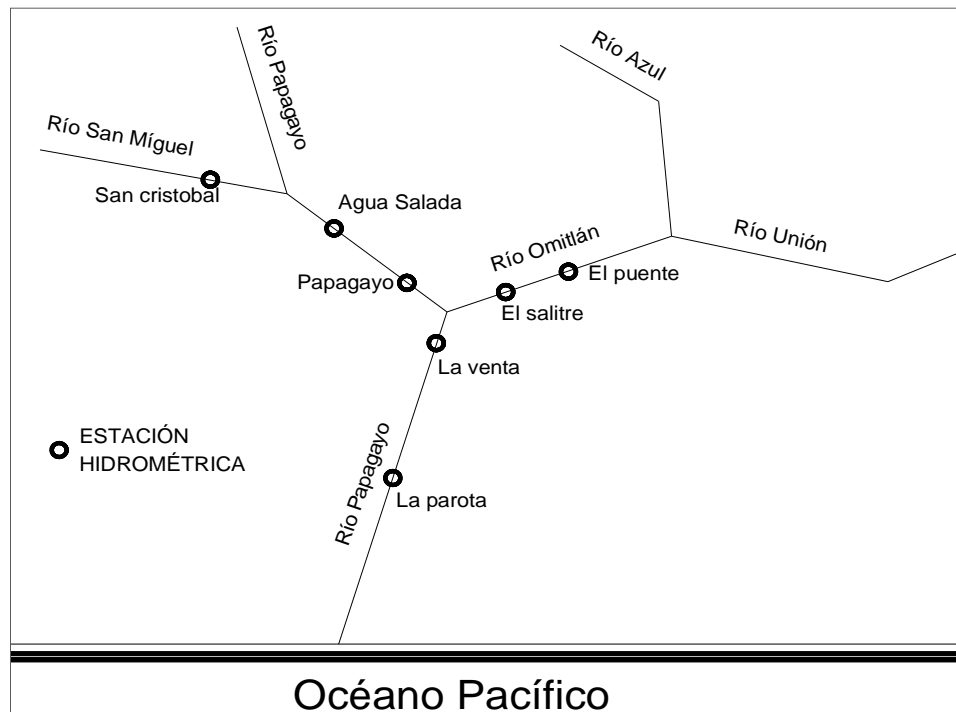 Río Papagayo
Río Azul
Río San Míguel
San cristobal
Agua Salada
Río Unión
Río Omitlán
El puente
Papagayo
El salitre
La venta
ESTACIÓN
HIDROMÉTRICA
Río Papagayo
La parota
Océano Pacífico